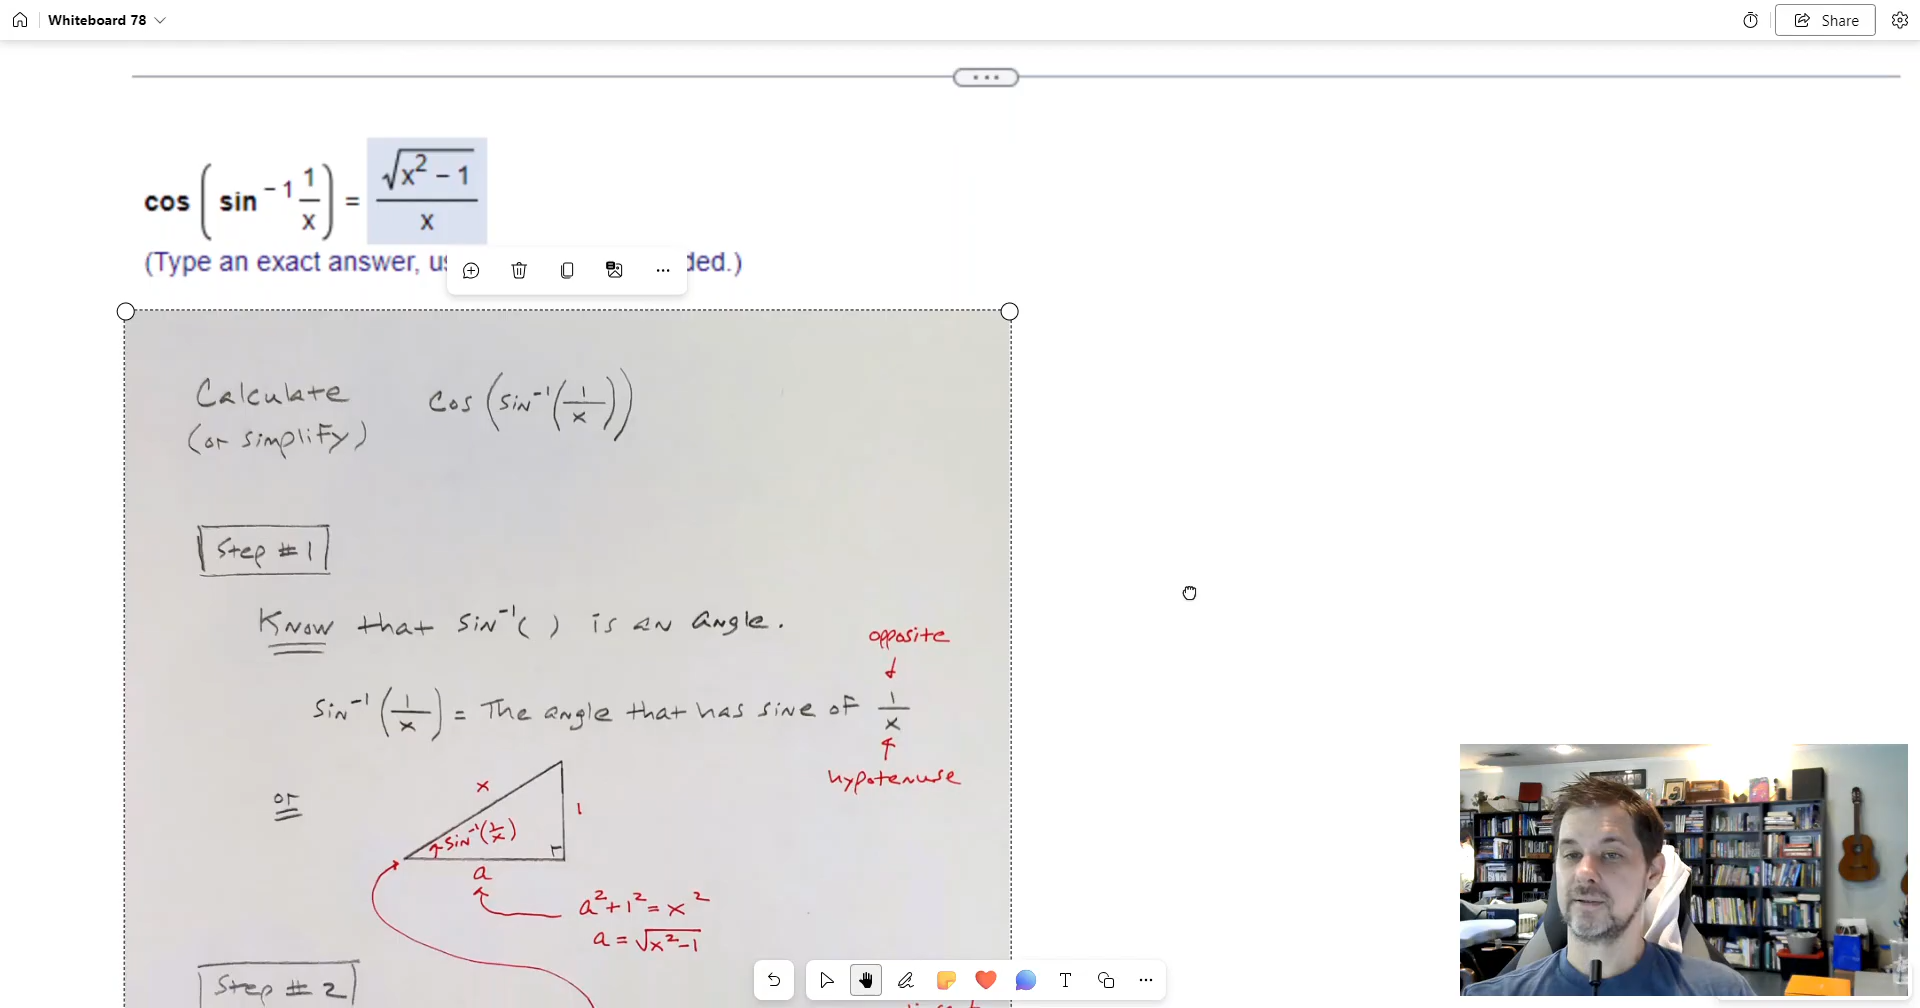 Whiteboard 78
Share
cos(sin⁻¹ 1/x) = √(x² − 1)/x
(Type an exact answer, ded.)
Calculate cos(sin⁻¹(1/x))
(or simplify)
Step #1
Know that sin⁻¹( ) is an angle.
opposite
sin⁻¹(1/x) = The angle that has sine of 1/x
hypotenuse
or
x
1
sin⁻¹(1/x)
a
a² + 1² = x²
a = √(x²-1)
Step #2
T